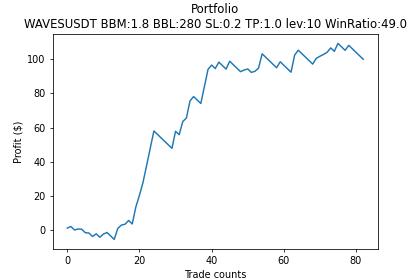 Portfolio
WAVESUSDT BBM:1.8 BBL:280 SL:0.2 TP:1.0 lev:10 WinRatio:49.0
100
80
60
40
20
0
Profit ($)
0 20 40 60 80
Trade counts